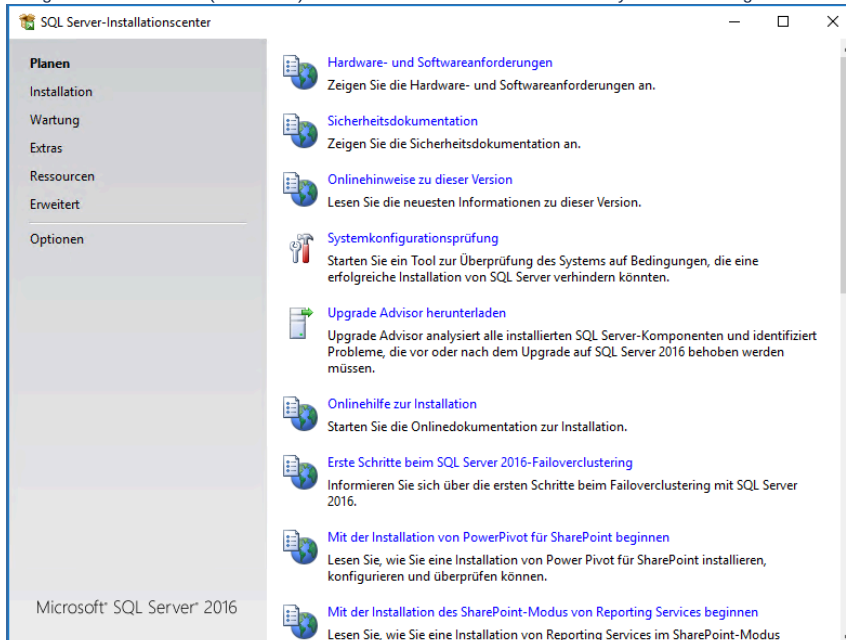 SQL Server-Installationscenter
Planen
Installation
Wartung
Extras
Ressourcen
Erweitert
Optionen
Microsoft® SQL Server® 2016
Hardware- und Softwareanforderungen
Zeigen Sie die Hardware- und Softwareanforderungen an.
Sicherheitsdokumentation
Zeigen Sie die Sicherheitsdokumentation an.
Onlinehinweise zu dieser Version
Lesen Sie die neuesten Informationen zu dieser Version.
Systemkonfigurationsprüfung
Starten Sie ein Tool zur Überprüfung des Systems auf Bedingungen, die eine
erfolgreiche Installation von SQL Server verhindern könnten.
Upgrade Advisor herunterladen
Upgrade Advisor analysiert alle installierten SQL Server-Komponenten und identifiziert
Probleme, die vor oder nach dem Upgrade auf SQL Server 2016 behoben werden
müssen.
Onlinehilfe zur Installation
Starten Sie die Onlinedokumentation zur Installation.
Erste Schritte beim SQL Server 2016-Failoverclustering
Informieren Sie sich über die ersten Schritte beim Failoverclustering mit SQL Server
2016.
Mit der Installation von PowerPivot für SharePoint beginnen
Lesen Sie, wie Sie eine Installation von Power Pivot für SharePoint installieren,
konfigurieren und überprüfen können.
Mit der Installation des SharePoint-Modus von Reporting Services beginnen
Lesen Sie, wie Sie eine Installation von Reporting Services im SharePoint-Modus